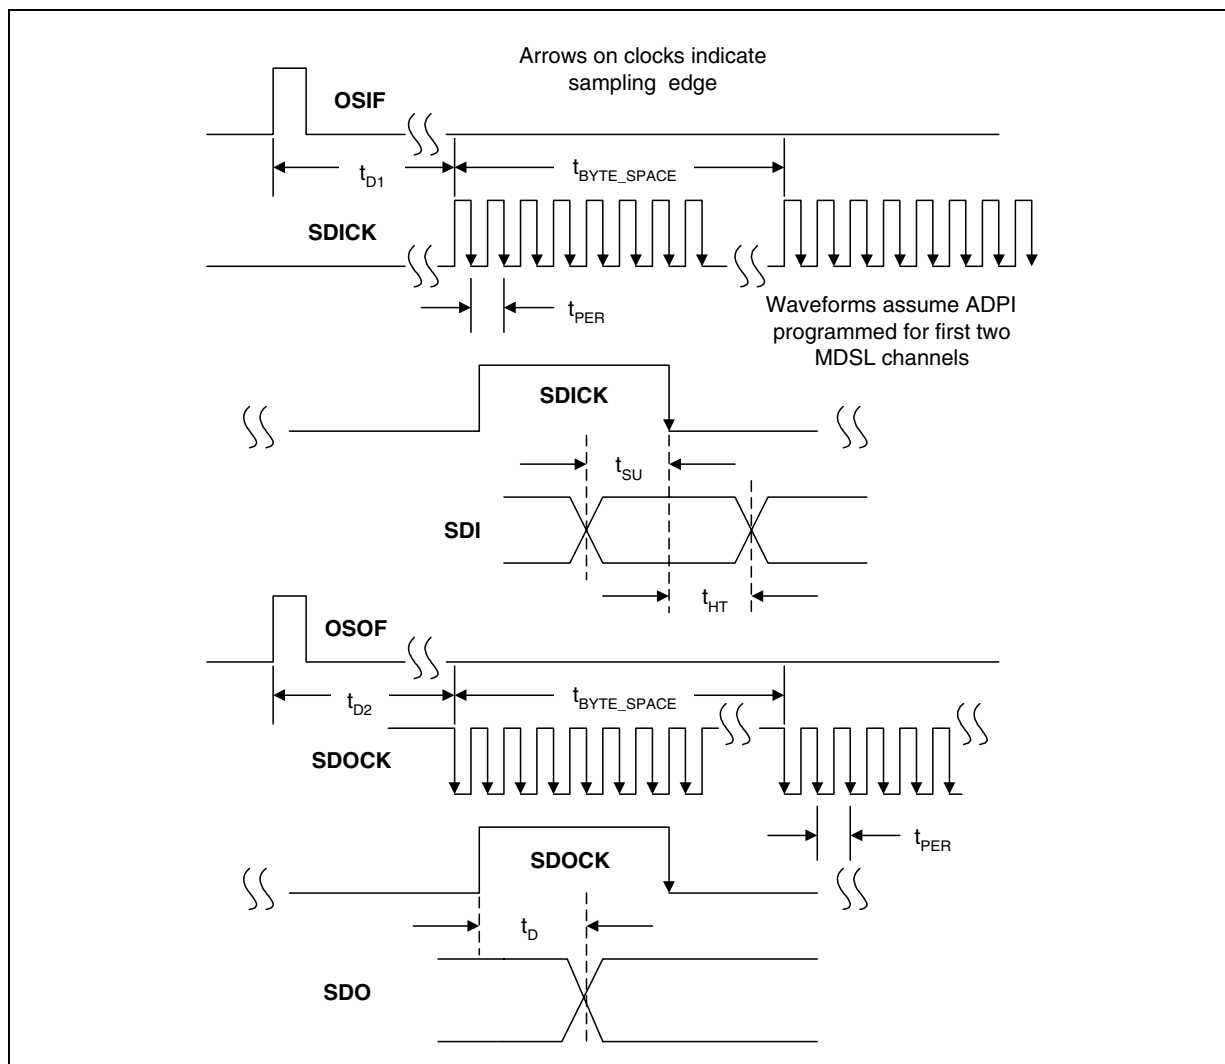 Arrows on clocks indicate
sampling edge
OSIF
tD1
tBYTE_SPACE
SDICK
tPER
Waveforms assume ADPI
programmed for first two
MDSL channels
SDICK
tSU
SDI
tHT
OSOF
tD2
tBYTE_SPACE
SDOCK
tPER
SDOCK
tD
SDO